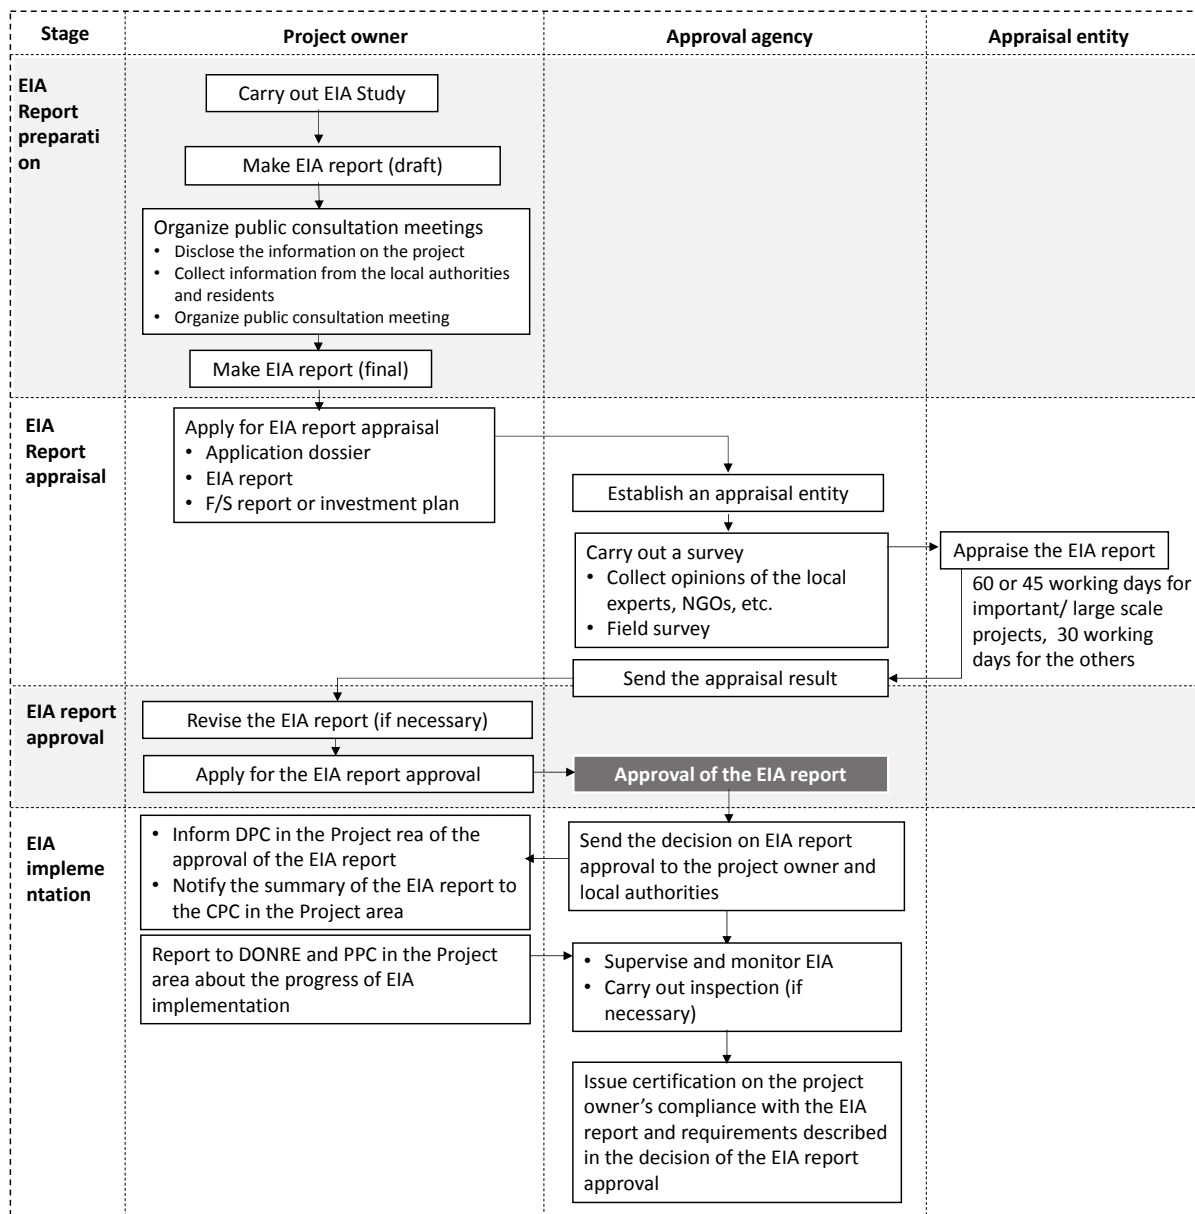 Stage
Project owner
Approval agency
Appraisal entity
EIA
Report
preparati
on
Carry out EIA Study
Make EIA report (draft)
Organize public consultation meetings
• Disclose the information on the project
• Collect information from the local authorities
and residents
• Organize public consultation meeting
Make EIA report (final)
EIA
Report
appraisal
Apply for EIA report appraisal
• Application dossier
• EIA report
• F/S report or investment plan
Establish an appraisal entity
Carry out a survey
• Collect opinions of the local
experts, NGOs, etc.
• Field survey
Appraise the EIA report
60 or 45 working days for
important/ large scale
projects, 30 working
days for the others
Send the appraisal result
EIA report
approval
Revise the EIA report (if necessary)
Apply for the EIA report approval
Approval of the EIA report
EIA
impleme
ntation
• Inform DPC in the Project rea of the
approval of the EIA report
• Notify the summary of the EIA report to
the CPC in the Project area
Send the decision on EIA report
approval to the project owner and
local authorities
Report to DONRE and PPC in the Project
area about the progress of EIA
implementation
• Supervise and monitor EIA
• Carry out inspection (if
necessary)
Issue certification on the project
owner’s compliance with the EIA
report and requirements described
in the decision of the EIA report
approval